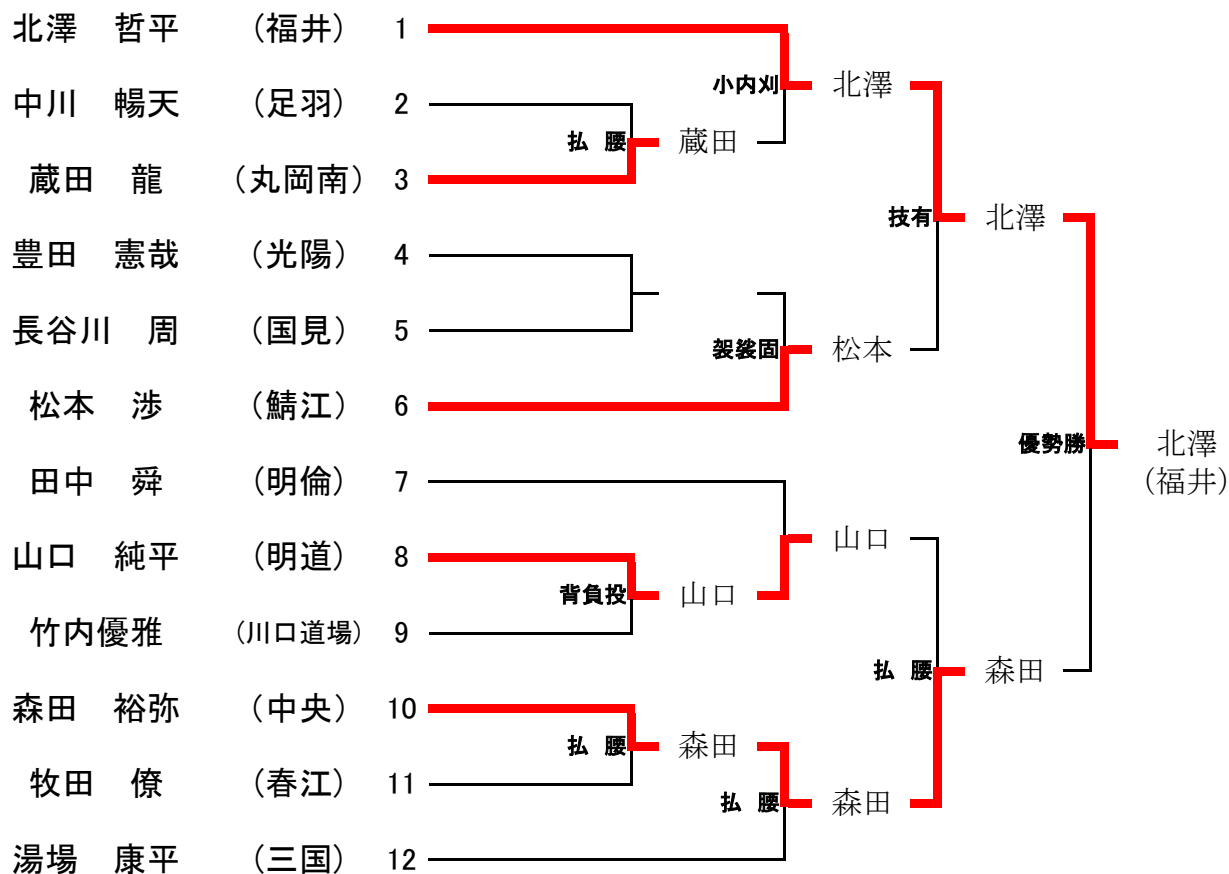 北澤　哲平　（福井）　1
中川　暢天　（足羽）　2
蔵田　龍　（丸岡南）　3
豊田　憲哉　（光陽）　4
長谷川　周　（国見）　5
松本　渉　（鯖江）　6
田中　舜　（明倫）　7
山口　純平　（明道）　8
竹内優雅　（川口道場）　9
森田　裕弥　（中央）　10
牧田　僚　（春江）　11
湯場　康平　（三国）　12
払　腰
蔵田
背負投
山口
払　腰
森田
小内刈
北澤
袈裟固
松本
山口
払　腰
森田
技有
北澤
払　腰
森田
優勢勝
北澤
（福井）